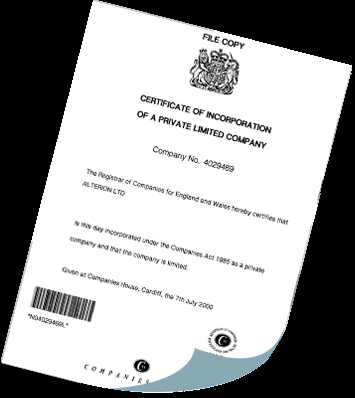 FILE COPY
CERTIFICATE OF INCORPORATION
OF A PRIVATE LIMITED COMPANY
Company No. 4029469
The Registrar of Companies for England and Wales hereby certifies that
ALTERION LTD
is this day incorporated under the Companies Act 1985 as a private
company and that the company is limited.
Given at Companies House, Cardiff, the 7th July 2000
*N04029469L*
COMPANIES